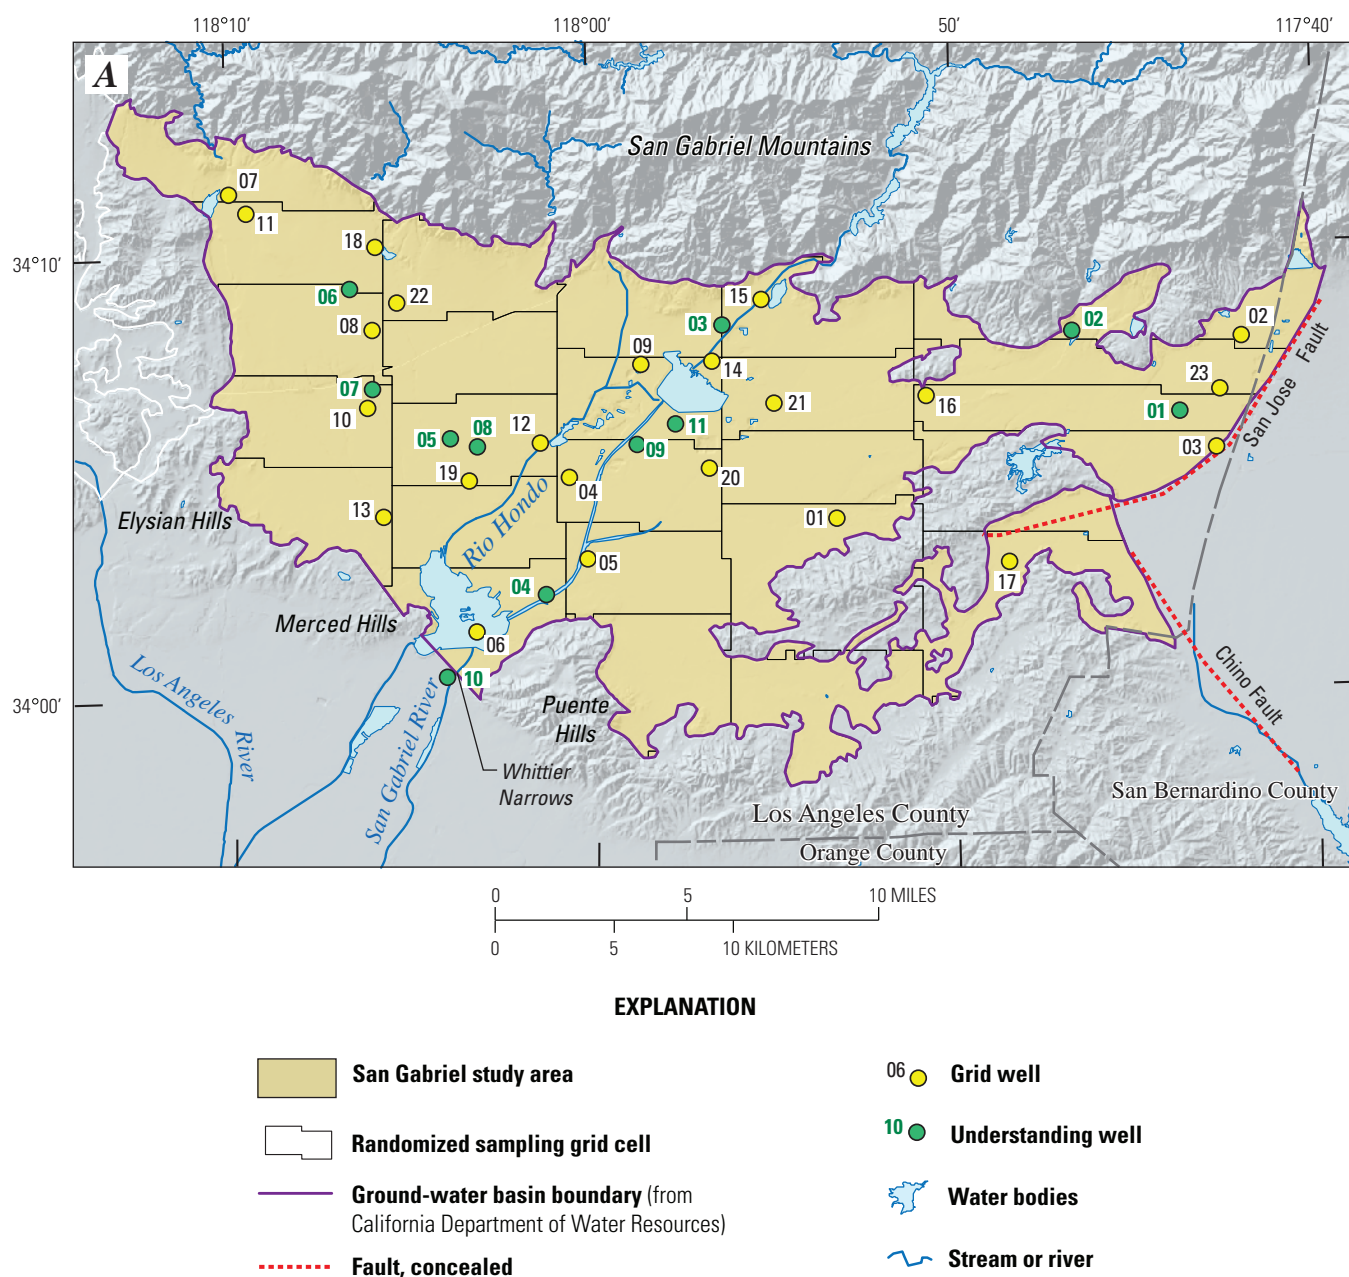 118°10'
118°00'
50'
117°40'
A
San Gabriel Mountains
07
11
18
34°10'
06
22
15
08
03
02
02
09
14
San Jose Fault
07
23
10
21
16
01
12
05
08
11
03
09
19
04
20
13
01
Elysian Hills
Rio Hondo
05
17
04
Merced Hills
06
Los Angeles River
10
Chino Fault
34°00'
Puente
Hills
San Gabriel River
Whittier
Narrows
San Bernardino County
Los Angeles County
Orange County
0 5 10 MILES
0 5 10 KILOMETERS
EXPLANATION
San Gabriel study area
Randomized sampling grid cell
Ground-water basin boundary (from
California Department of Water Resources)
Fault, concealed
06 Grid well
10 Understanding well
Water bodies
Stream or river